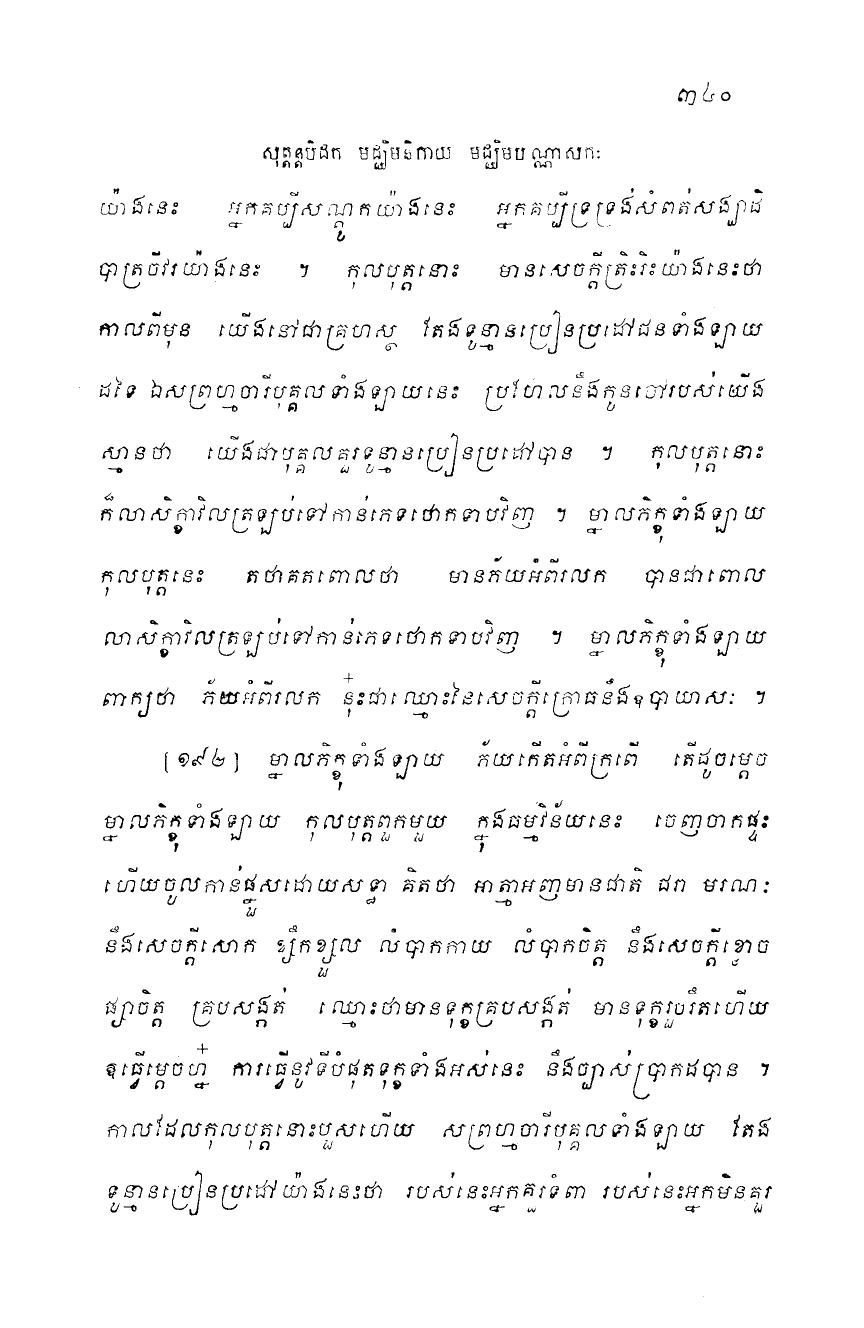 ៣៤០
សុត្តន្តបិដក មជ្ឈិមនិកាយ មជ្ឈិមបណ្ណាសកៈ
យ៉ាងនេះ អ្នកគប្បីសណ្តូកយ៉ាងនេះ អ្នកគប្បីទ្រទ្រង់សំពត់សង្ឃាដិ
បាត្រចីវរយ៉ាងនេះ ។ កុលបុត្តនោះ មានសេចក្តីត្រិះរិះយ៉ាងនេះថា
កាលពីមុន យើងនៅជាគ្រហស្ថ តែងទូន្មានប្រៀនប្រដៅជនទាំងឡាយ
ដទៃ ឯសព្រហ្មចារីបុគ្គលទាំងឡាយនេះ ប្រហែលនឹងកូនចៅរបស់យើង
ស្មានថា យើងជាបុគ្គលគួរទូន្មានប្រៀនប្រដៅបាន ។ កុលបុត្តនោះ
ក៏លាសិក្ខាវិលត្រឡប់ទៅកាន់ភេទថោកទាបវិញ ។ ម្នាលភិក្ខុទាំងឡាយ
កុលបុត្តនេះ តថាគតពោលថា មានភ័យអំពីរលក បានជាពោល
លាសិក្ខាវិលត្រឡប់ទៅកាន់ភេទថោកទាបវិញ ។ ម្នាលភិក្ខុទាំងឡាយ
ពាក្យថា ភ័យអំពីរលក នុ៎ះជាឈ្មោះនៃសេចក្តីក្រោធនឹងឧបាយាសៈ ។
[១៩២] ម្នាលភិក្ខុទាំងឡាយ ភ័យកើតអំពីក្រពើ តើដូចម្តេច
ម្នាលភិក្ខុទាំងឡាយ កុលបុត្តពួកមួយ ក្នុងធម្មវិន័យនេះ ចេញចាកផ្ទះ
ហើយចូលកាន់ផ្នួសដោយសទ្ធា គិតថា អាត្មាអញមានជាតិ ជរា មរណៈ
នឹងសេចក្តីសោក ខ្សឹកខ្សួល លំបាកកាយ លំបាកចិត្ត នឹងសេចក្តីខ្ទោច
ផ្សាចិត្ត គ្របសង្កត់ ឈ្មោះថាមានទុក្ខគ្របសង្កត់ មានទុក្ខរួបរឹតហើយ
ឧធ្វើម្តេចហ្ន៎ ការធ្វើនូវទីបំផុតទុក្ខទាំងអស់នេះ នឹងច្បាស់ប្រាកដបាន ។
កាលដែលកុលបុត្តនោះបួសហើយ សព្រហ្មចារីបុគ្គលទាំងឡាយ តែង
ទូន្មានប្រៀនប្រដៅយ៉ាងនេះថា របស់នេះអ្នកគួរទំពា របស់នេះអ្នកមិនគួរ